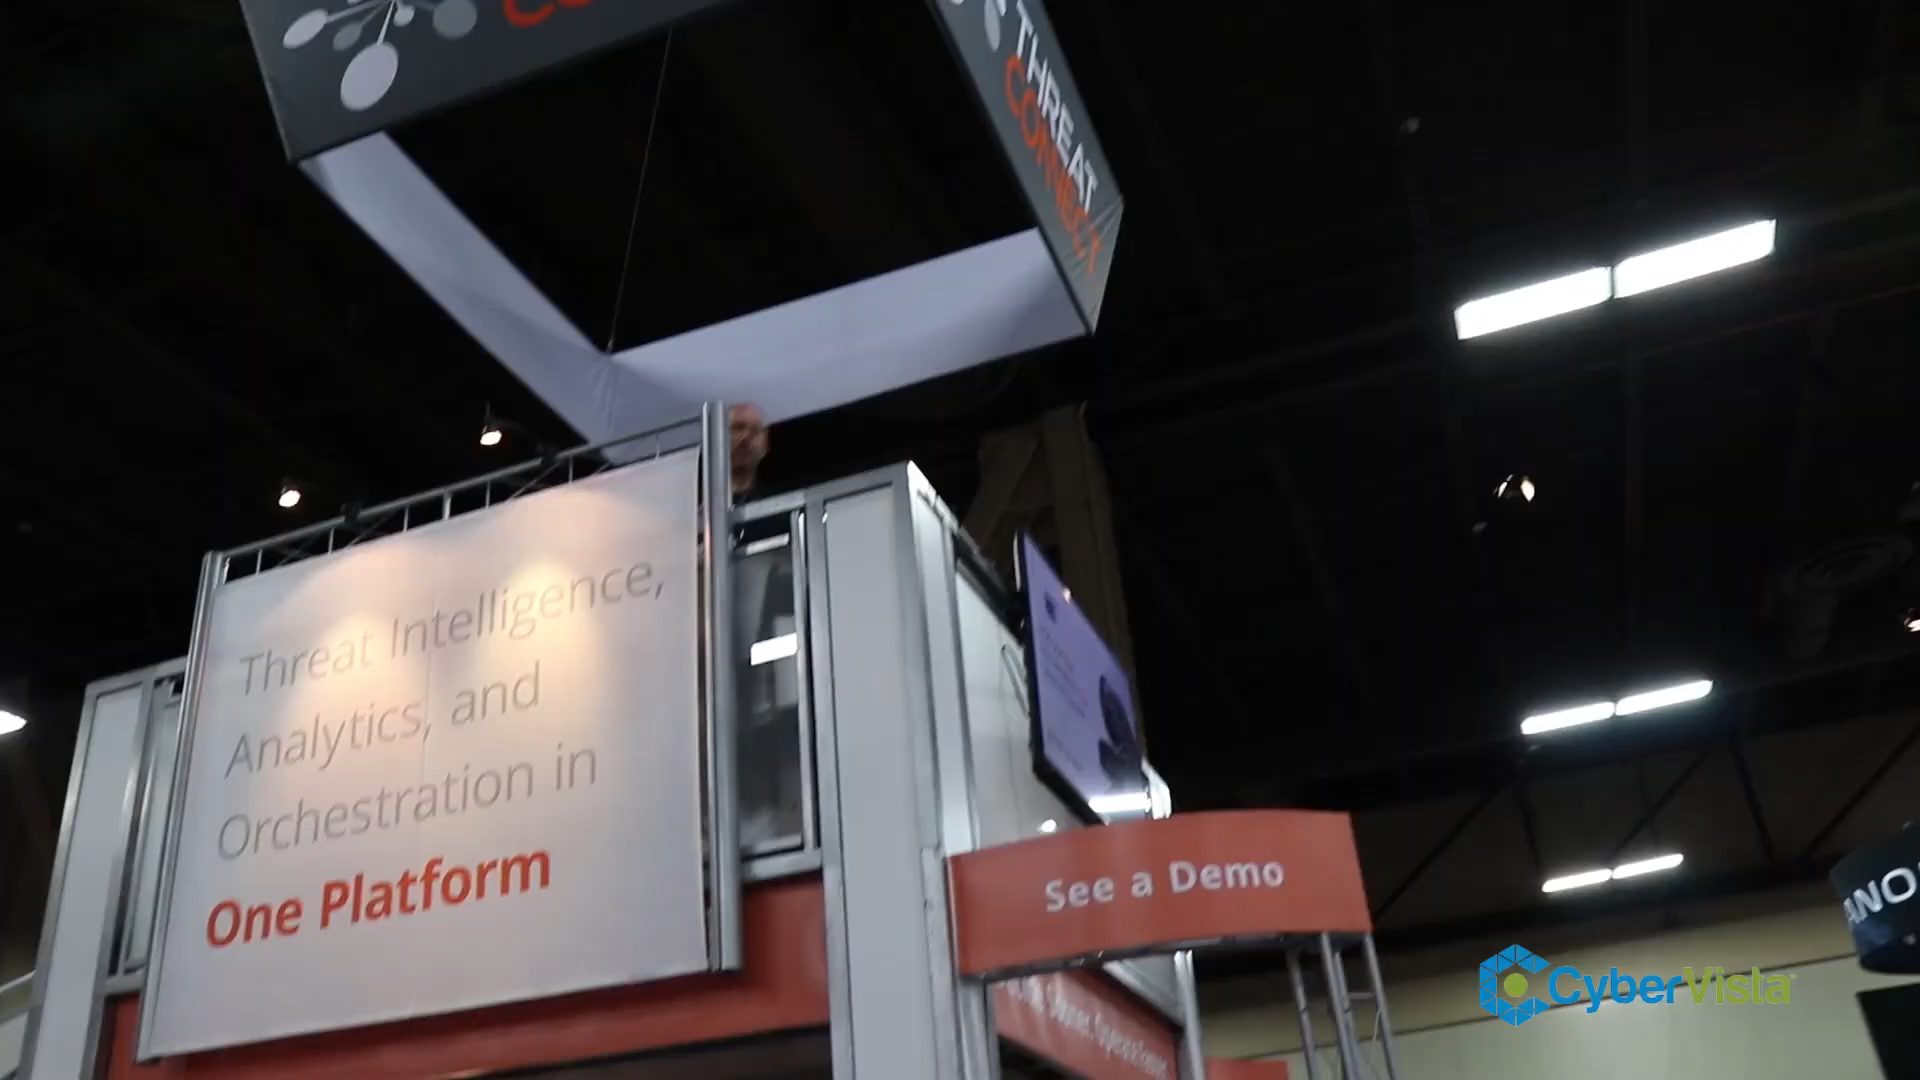 THREAT
CONNECT
Threat Intelligence,
Analytics, and
Orchestration in
One Platform
See a Demo
CyberVista